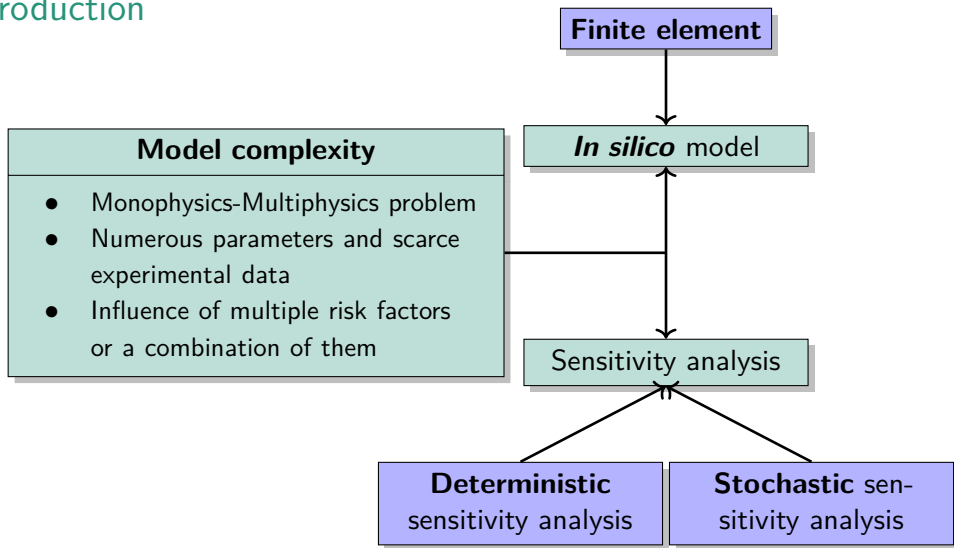 roduction
Finite element
In silico model
Model complexity
● Monophysics-Multiphysics problem
● Numerous parameters and scarce
experimental data
● Influence of multiple risk factors
or a combination of them
Sensitivity analysis
Deterministic
sensitivity analysis
Stochastic sen-
sitivity analysis